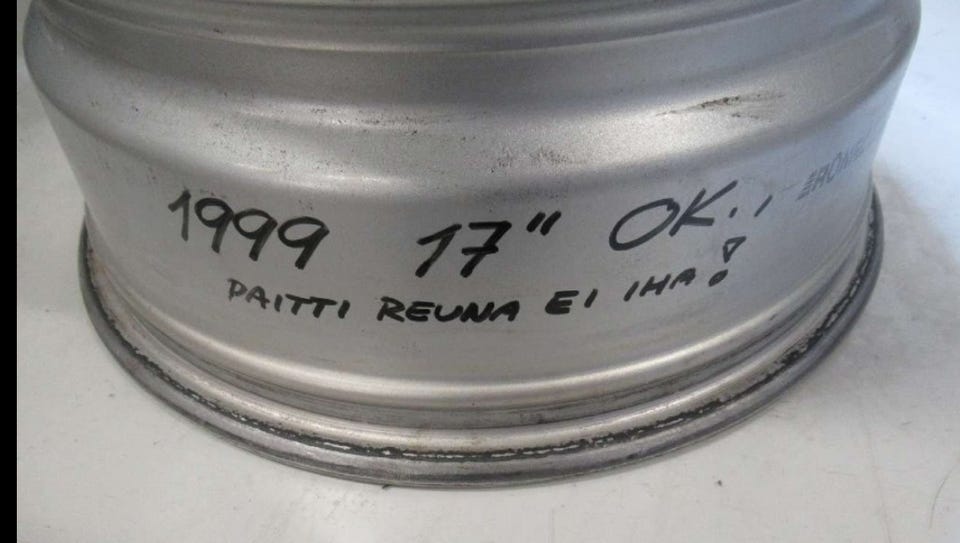 1999 17" OK.,
PAITTI REUNA EI IHA!